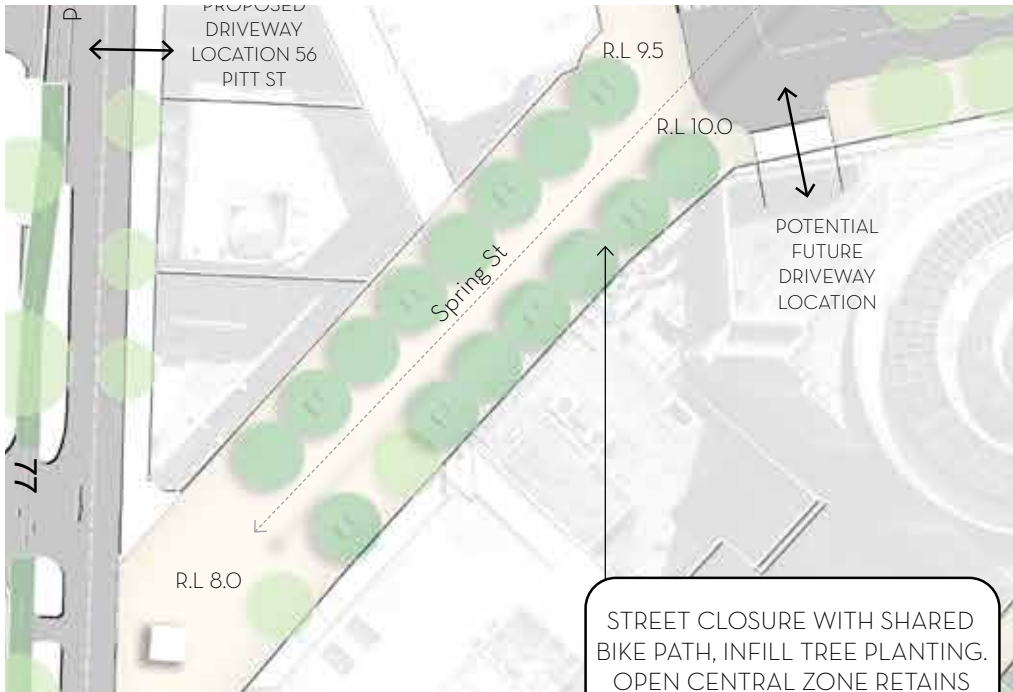 P
PROPOSED
DRIVEWAY
LOCATION 56
PITT ST
R.L 9.5
R.L 10.0
POTENTIAL
FUTURE
DRIVEWAY
LOCATION
Spring St
77
R.L 8.0
STREET CLOSURE WITH SHARED
BIKE PATH, INFILL TREE PLANTING.
OPEN CENTRAL ZONE RETAINS